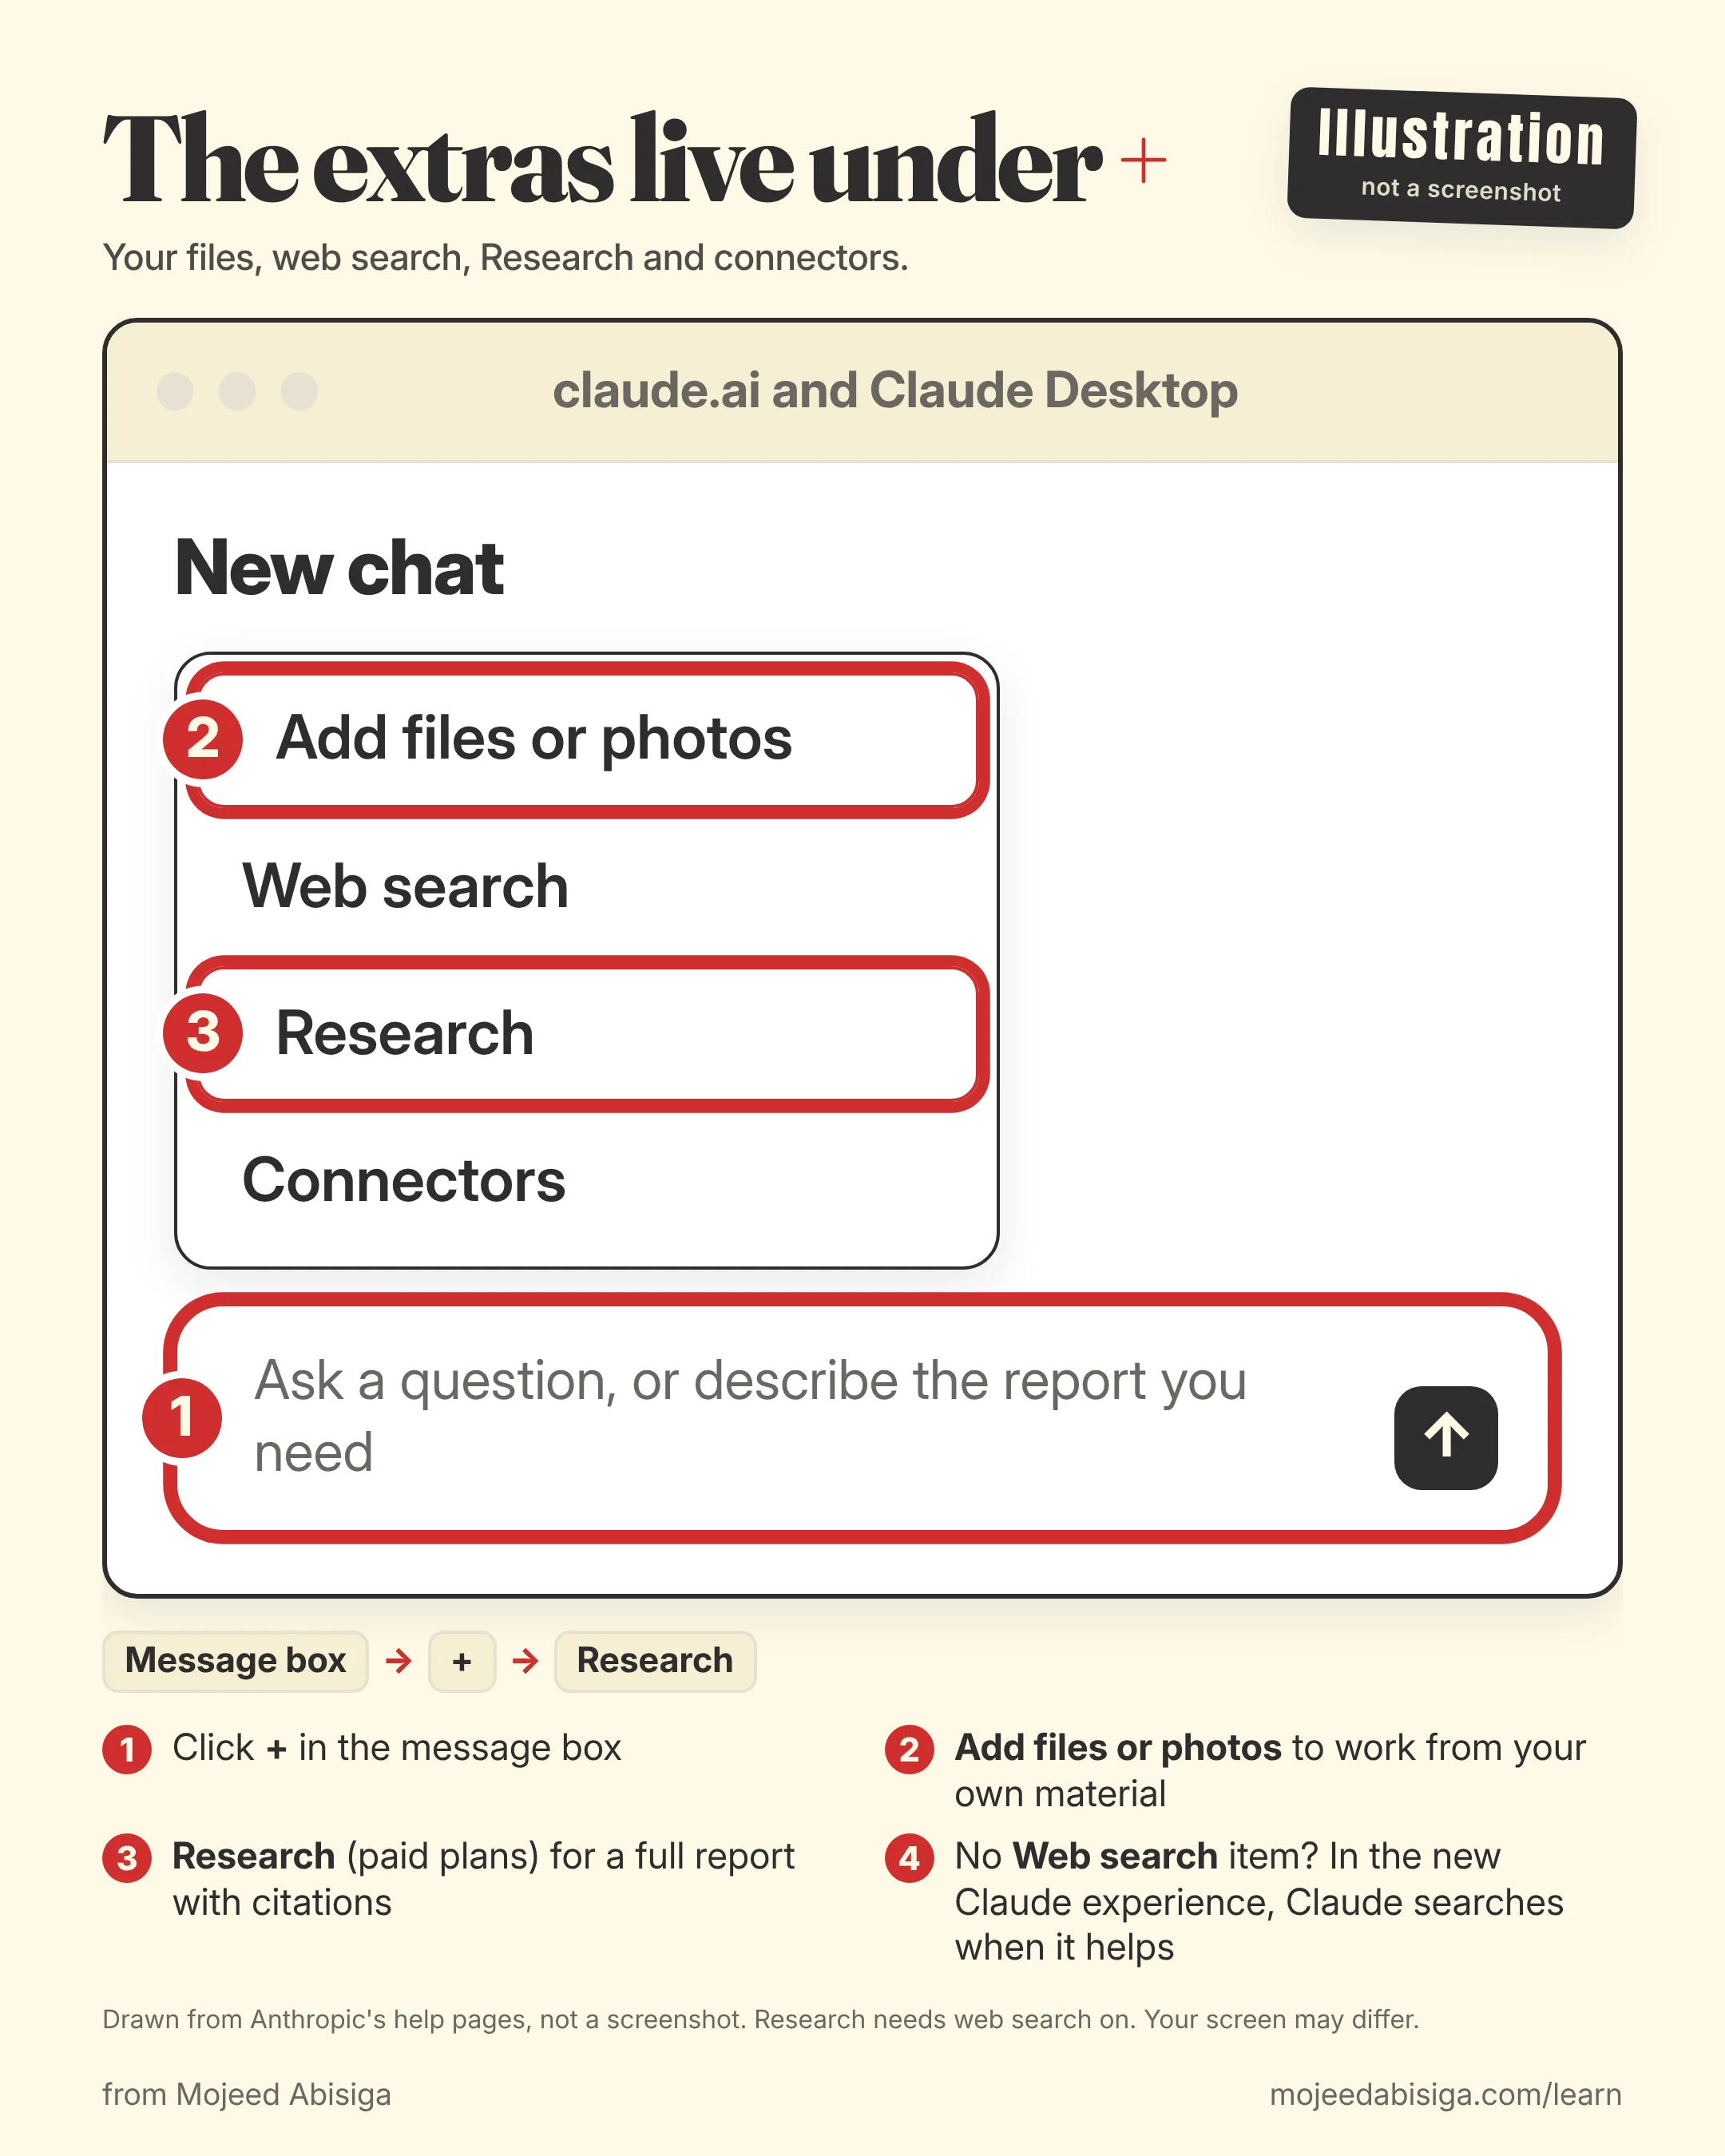 The extras live under +
Illustration
not a screenshot
Your files, web search, Research and connectors.
claude.ai and Claude Desktop
New chat
2 Add files or photos
Web search
3 Research
Connectors
1 Ask a question, or describe the report you
need
Message box → + → Research
1 Click + in the message box
2 Add files or photos to work from your
own material
3 Research (paid plans) for a full report
with citations
4 No Web search item? In the new
Claude experience, Claude searches
when it helps
Drawn from Anthropic's help pages, not a screenshot. Research needs web search on. Your screen may differ.
from Mojeed Abisiga
mojeedabisiga.com/learn